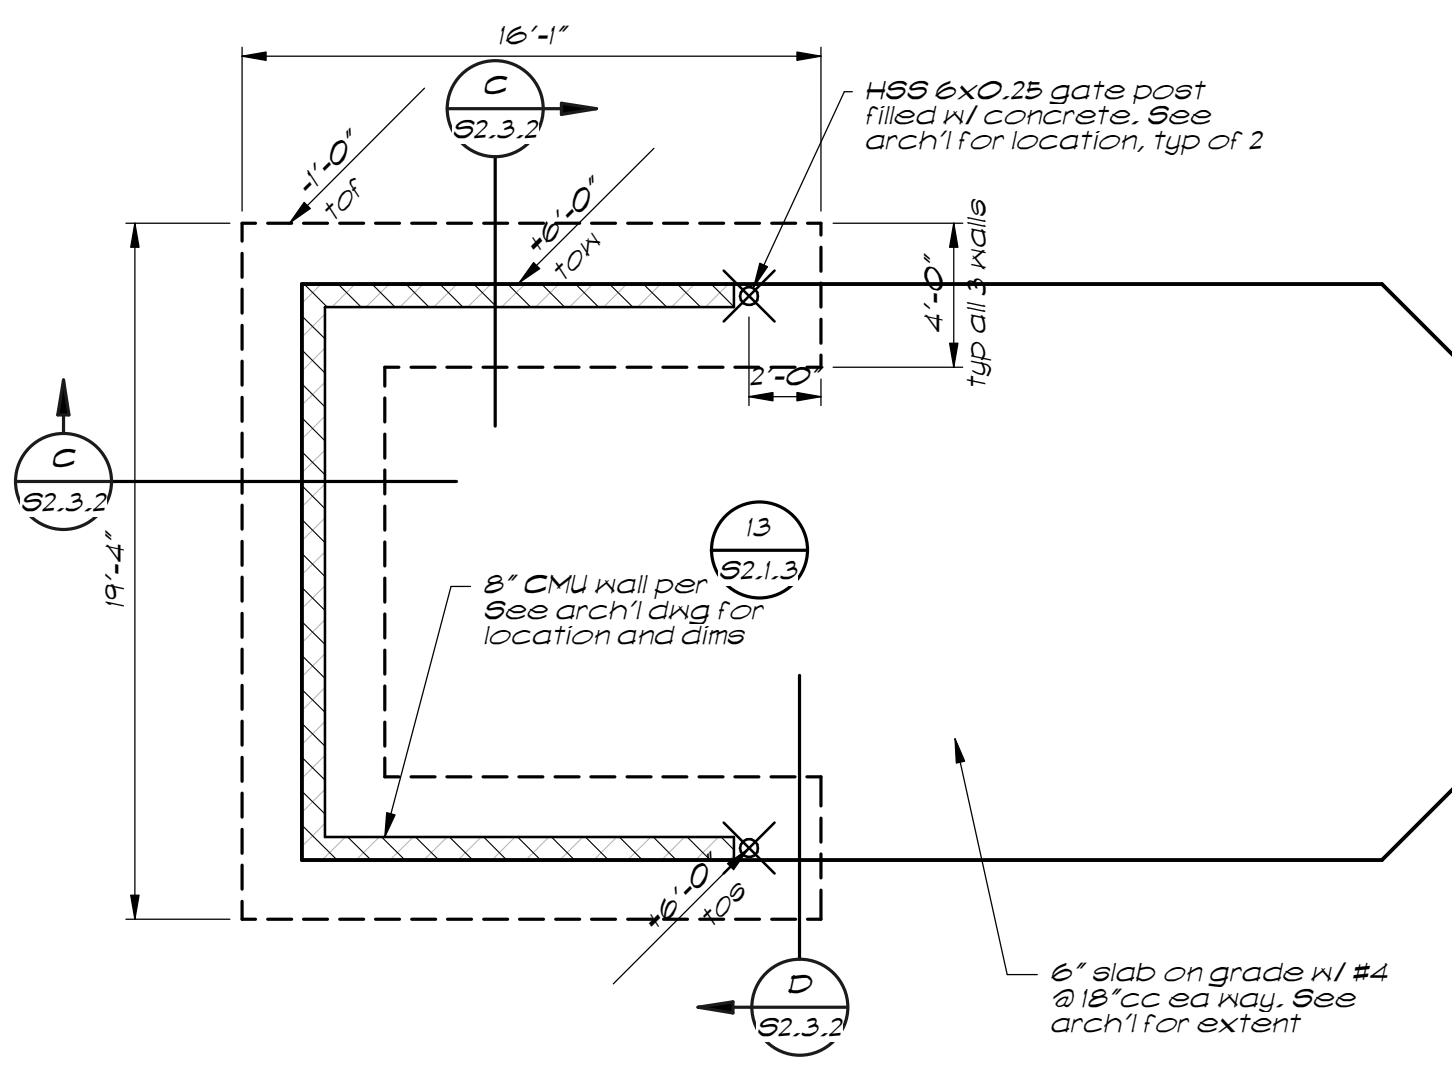 16'-1"
C
S2.3.2
HSS 6x0.25 gate post
filled w/ concrete. See
arch'l for location, typ of 2
-1'-0"
tof
+6'-0"
tow
4'-0"
typ all 3 walls
2'-0"
C
S2.3.2
19'-4"
13
S2.1.3
8" CMU wall per
See arch'l dwg for
location and dims
+6'-0"
tos
D
S2.3.2
6" slab on grade w/ #4
@ 18"cc ea way. See
arch'l for extent